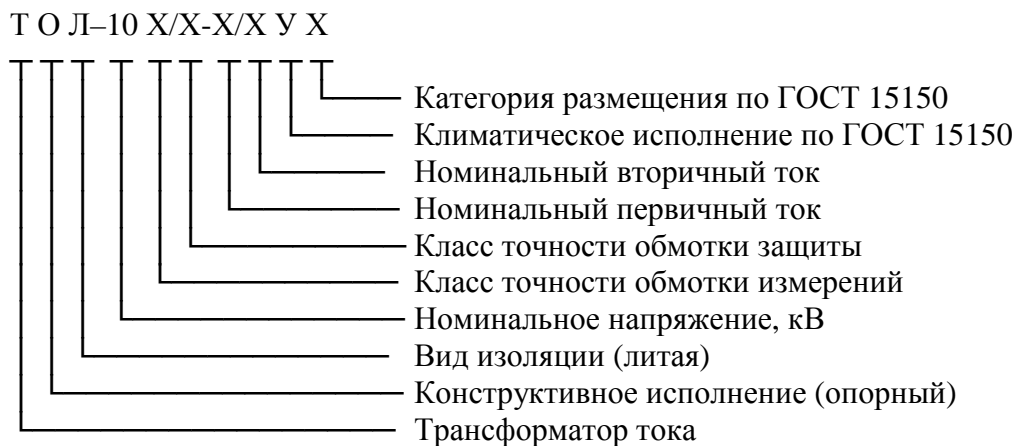 Т О Л–10 Х/Х-Х/Х У Х
Категория размещения по ГОСТ 15150
Климатическое исполнение по ГОСТ 15150
Номинальный вторичный ток
Номинальный первичный ток
Класс точности обмотки защиты
Класс точности обмотки измерений
Номинальное напряжение, кВ
Вид изоляции (литая)
Конструктивное исполнение (опорный)
Трансформатор тока